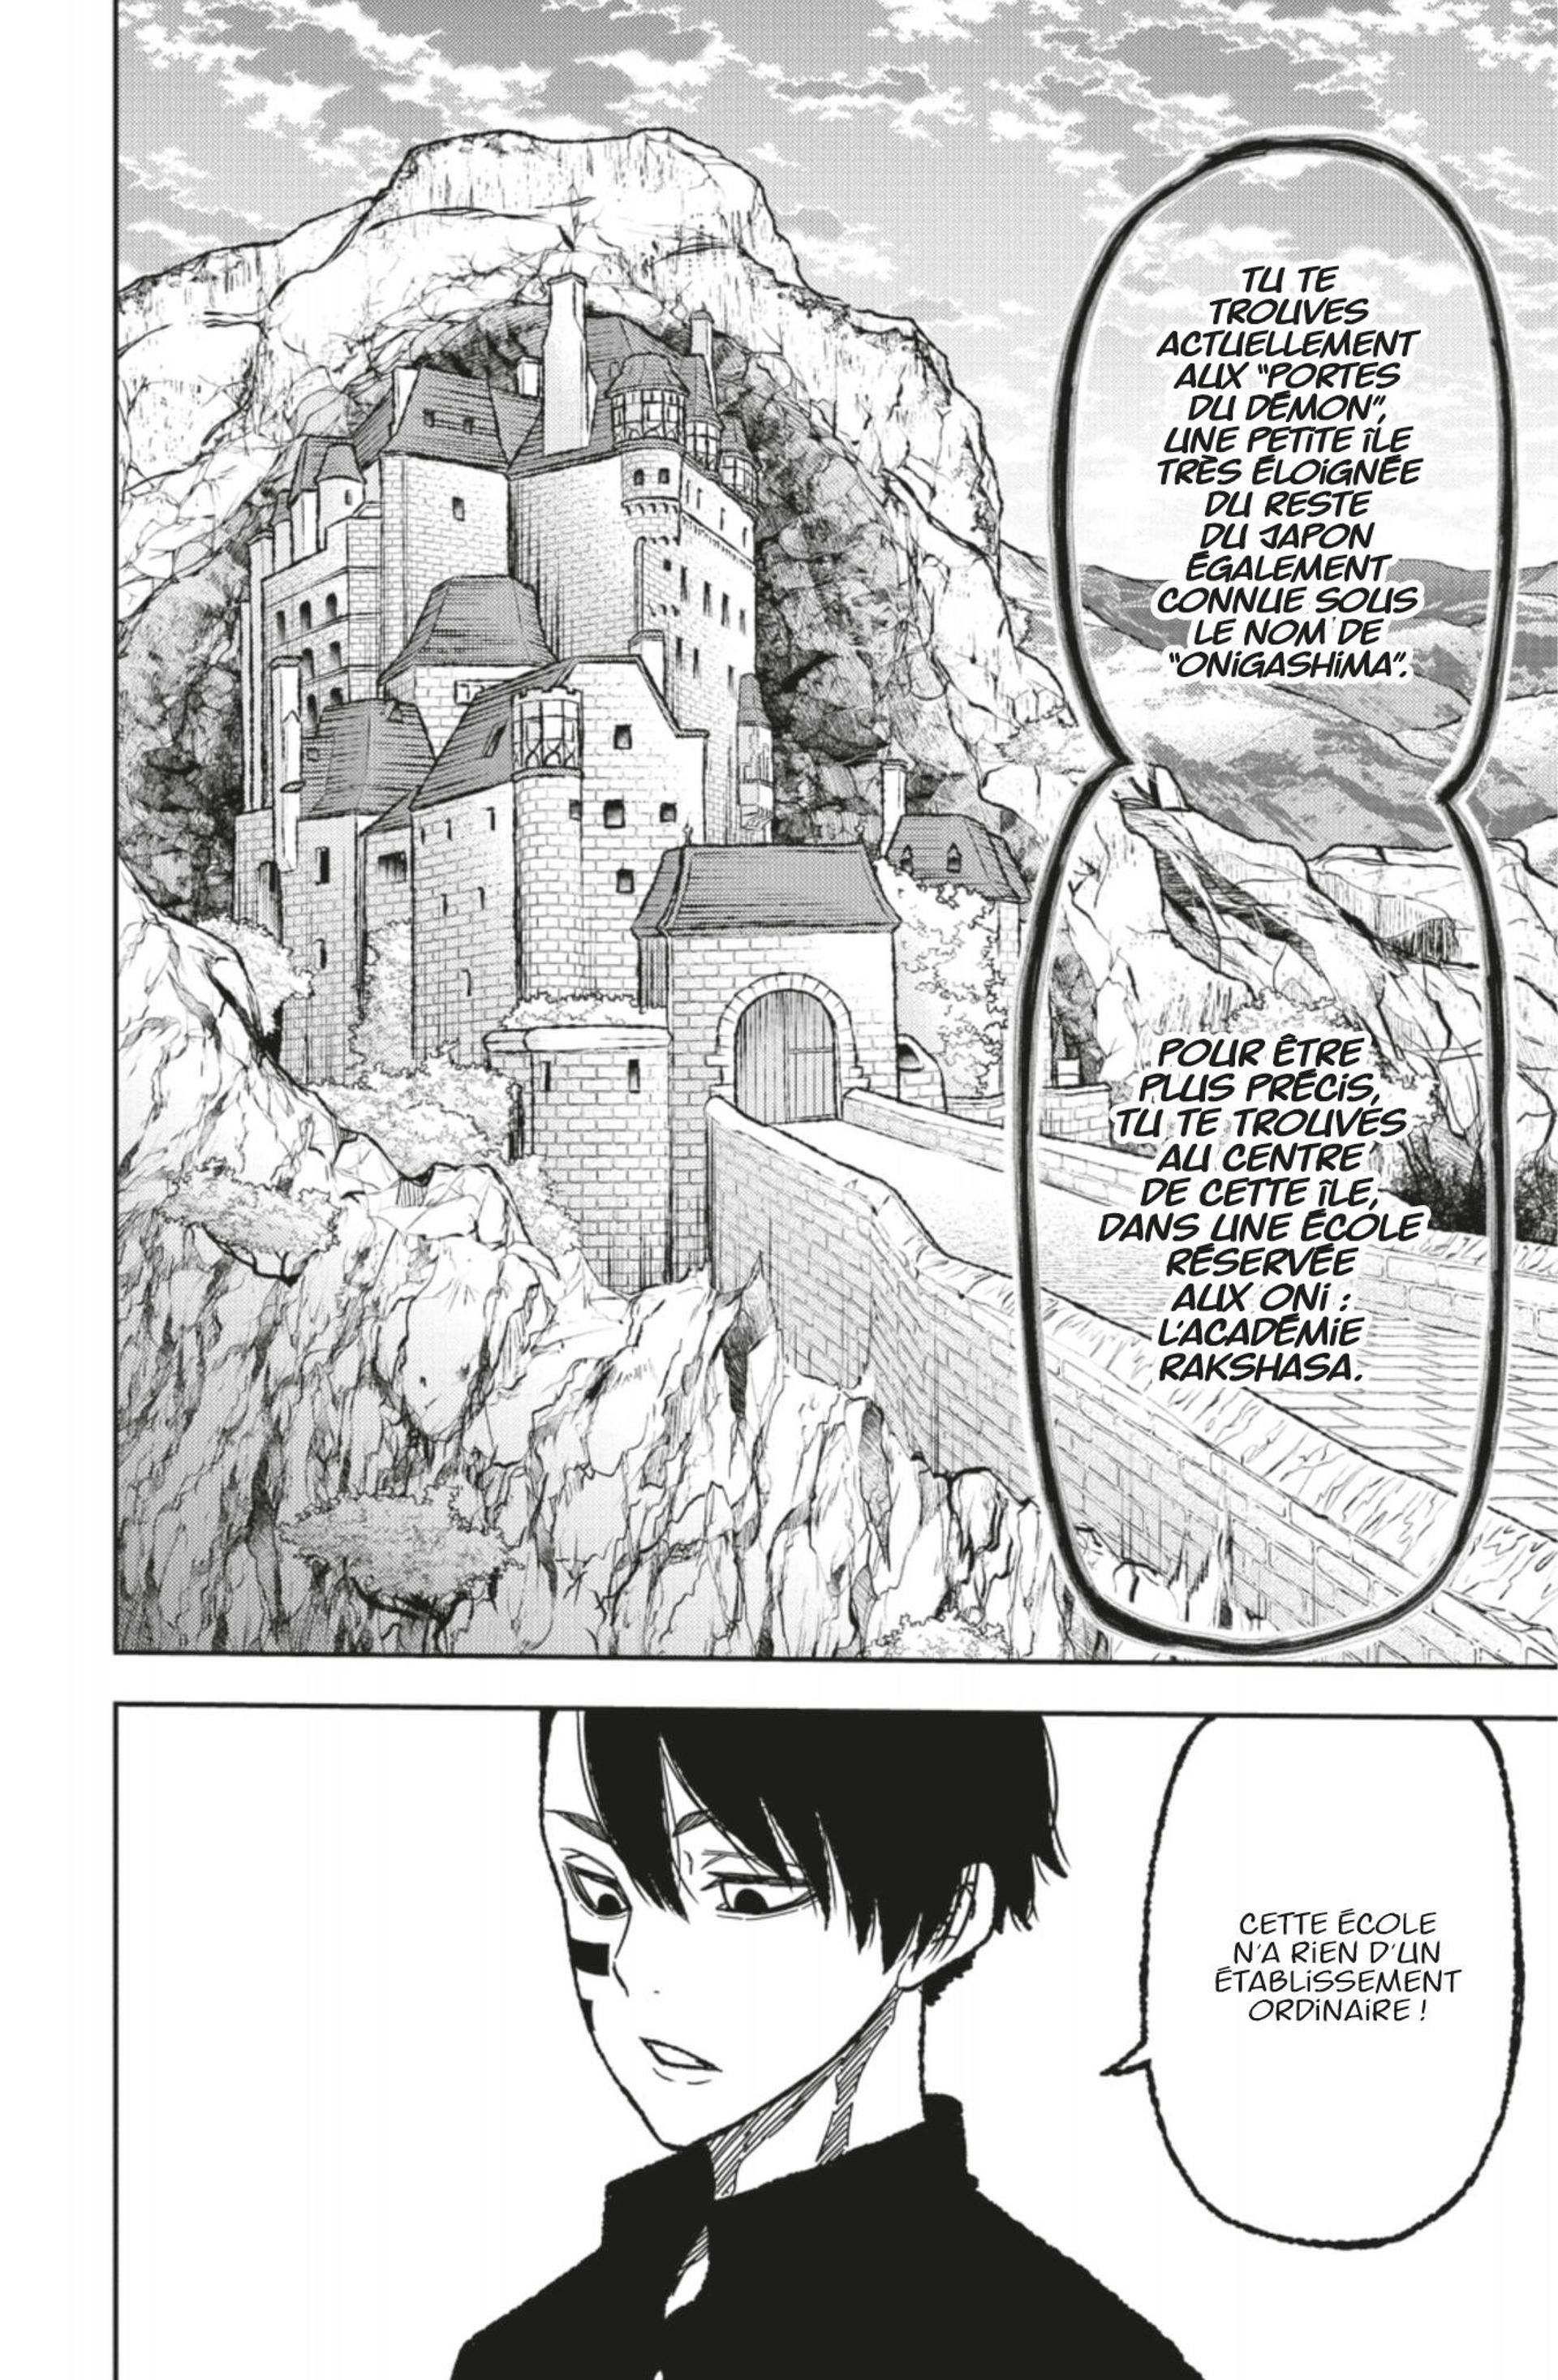 TU TE
TROUVES
ACTUELLEMENT
AUX "PORTES
DU DÉMON",
UNE PETITE ÎLE
TRÈS ÉLOIGNÉE
DU RESTE
DU JAPON
ÉGALEMENT
CONNUE SOUS
LE NOM DE
"ONIGASHIMA".
POUR ÊTRE
PLUS PRÉCIS,
TU TE TROUVES
AU CENTRE
DE CETTE ÎLE,
DANS UNE ÉCOLE
RÉSERVÉE
AUX ONI :
L'ACADÉMIE
RAKSHASA.
CETTE ÉCOLE
N'A RIEN D'UN
ÉTABLISSEMENT
ORDINAIRE !